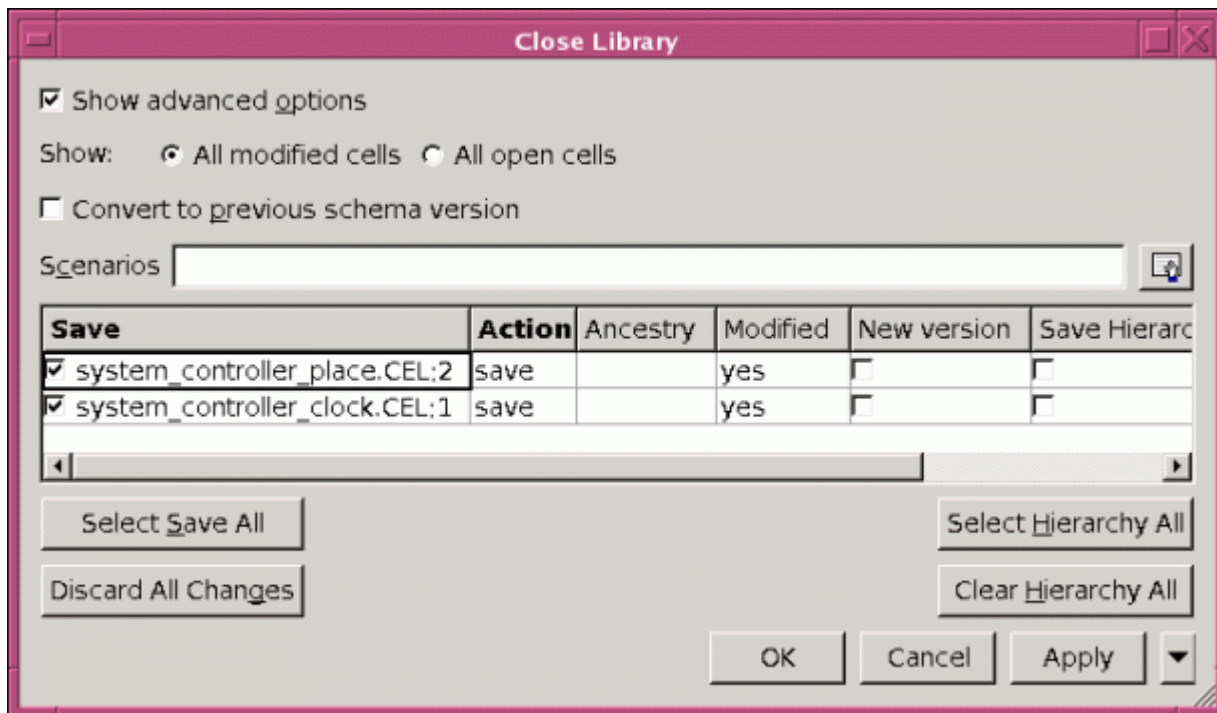 Close Library
Show advanced options
Show: All modified cells All open cells
Convert to previous schema version
Scenarios
Save Action Ancestry Modified New version Save Hierarc
system_controller_place.CEL;2 save yes
system_controller_clock.CEL;1 save yes
Select Save All Select Hierarchy All
Discard All Changes Clear Hierarchy All
OK Cancel Apply